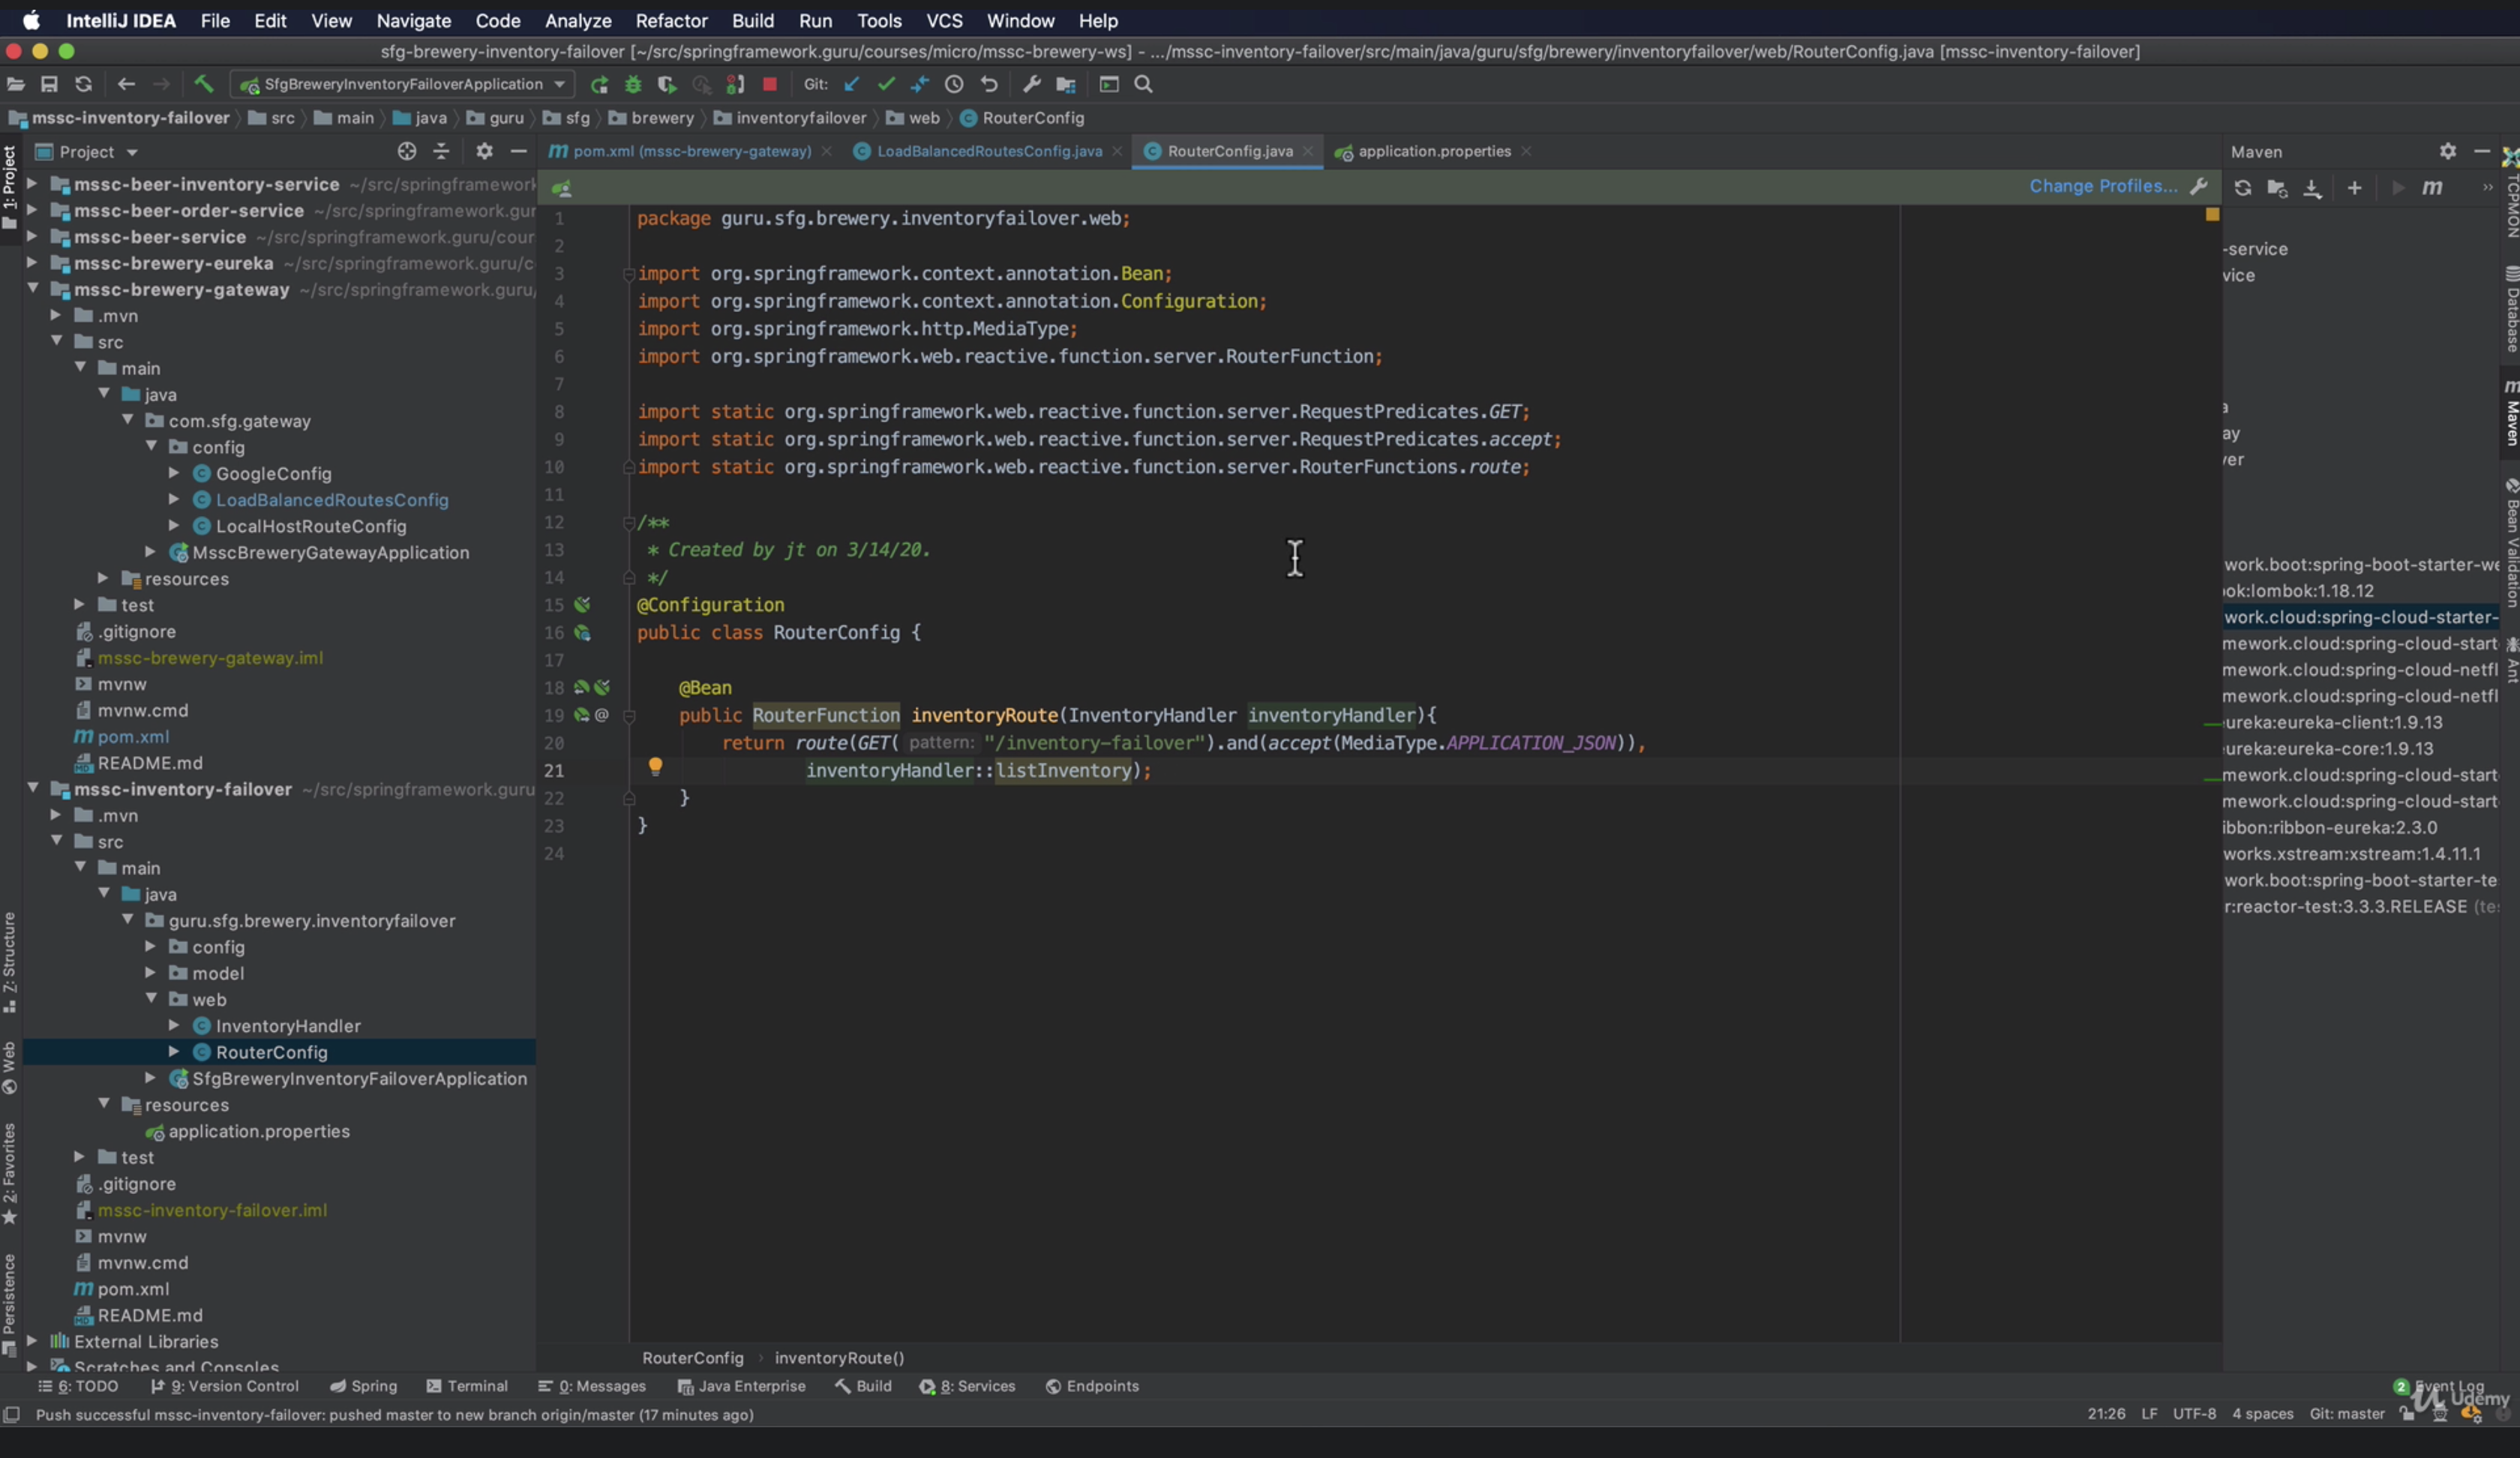 IntelliJ IDEA File Edit View Navigate Code Analyze Refactor Build Run Tools VCS Window Help
sfg-brewery-inventory-failover [~/src/springframework.guru/courses/micro/mssc-brewery-ws] - .../mssc-inventory-failover/src/main/java/guru/sfg/brewery/inventoryfailover/web/RouterConfig.java [mssc-inventory-failover]
SfgBreweryInventoryFailoverApplication Git:
mssc-inventory-failover src main java guru sfg brewery inventoryfailover web RouterConfig
Project
pom.xml (mssc-brewery-gateway) LoadBalancedRoutesConfig.java RouterConfig.java application.properties
Maven
Change Profiles...
1: Project
Z: Structure
Web
2: Favorites
Persistence
mssc-beer-inventory-service ~/src/springframework
mssc-beer-order-service ~/src/springframework.gur
mssc-beer-service ~/src/springframework.guru/cour
mssc-brewery-eureka ~/src/springframework.guru/c
mssc-brewery-gateway ~/src/springframework.guru/
.mvn
src
main
java
com.sfg.gateway
config
GoogleConfig
LoadBalancedRoutesConfig
LocalHostRouteConfig
MsscBreweryGatewayApplication
resources
test
.gitignore
mssc-brewery-gateway.iml
mvnw
mvnw.cmd
pom.xml
README.md
mssc-inventory-failover ~/src/springframework.guru
.mvn
src
main
java
guru.sfg.brewery.inventoryfailover
config
model
web
InventoryHandler
RouterConfig
SfgBreweryInventoryFailoverApplication
resources
application.properties
test
.gitignore
mssc-inventory-failover.iml
mvnw
mvnw.cmd
pom.xml
README.md
External Libraries
Scratches and Consoles
1 package guru.sfg.brewery.inventoryfailover.web;
2
3 import org.springframework.context.annotation.Bean;
4 import org.springframework.context.annotation.Configuration;
5 import org.springframework.http.MediaType;
6 import org.springframework.web.reactive.function.server.RouterFunction;
7
8 import static org.springframework.web.reactive.function.server.RequestPredicates.GET;
9 import static org.springframework.web.reactive.function.server.RequestPredicates.accept;
10 import static org.springframework.web.reactive.function.server.RouterFunctions.route;
11
12 /**
13 * Created by jt on 3/14/20.
14 */
15 @Configuration
16 public class RouterConfig {
17
18 @Bean
19 public RouterFunction inventoryRoute(InventoryHandler inventoryHandler){
20 return route(GET( pattern: "/inventory-failover").and(accept(MediaType.APPLICATION_JSON)),
21 inventoryHandler::listInventory);
22 }
23 }
24
RouterConfig inventoryRoute()
-service
vice
a
ay
ver
work.boot:spring-boot-starter-we
ok:lombok:1.18.12
work.cloud:spring-cloud-starter-
mework.cloud:spring-cloud-start
mework.cloud:spring-cloud-netfl
mework.cloud:spring-cloud-netfl
ureka:eureka-client:1.9.13
ureka:eureka-core:1.9.13
mework.cloud:spring-cloud-start
mework.cloud:spring-cloud-start
ibbon:ribbon-eureka:2.3.0
works.xstream:xstream:1.4.11.1
work.boot:spring-boot-starter-te
r:reactor-test:3.3.3.RELEASE (te
TCPMON
Database
Maven
Bean Validation
Ant
6: TODO 9: Version Control Spring Terminal 0: Messages Java Enterprise Build 8: Services Endpoints 2 Event Log
Udemy
Push successful mssc-inventory-failover: pushed master to new branch origin/master (17 minutes ago) 21:26 LF UTF-8 4 spaces Git: master